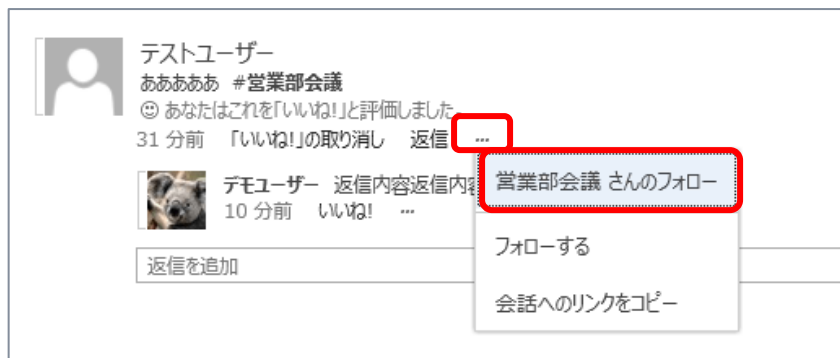 テストユーザー
あああああ #営業部会議
☺ あなたはこれを「いいね!」と評価しました。
31 分前 「いいね!」の取り消し 返信 …
営業部会議 さんのフォロー
フォローする
会話へのリンクをコピー
デモユーザー 返信内容返信内
10 分前 いいね! …
返信を追加